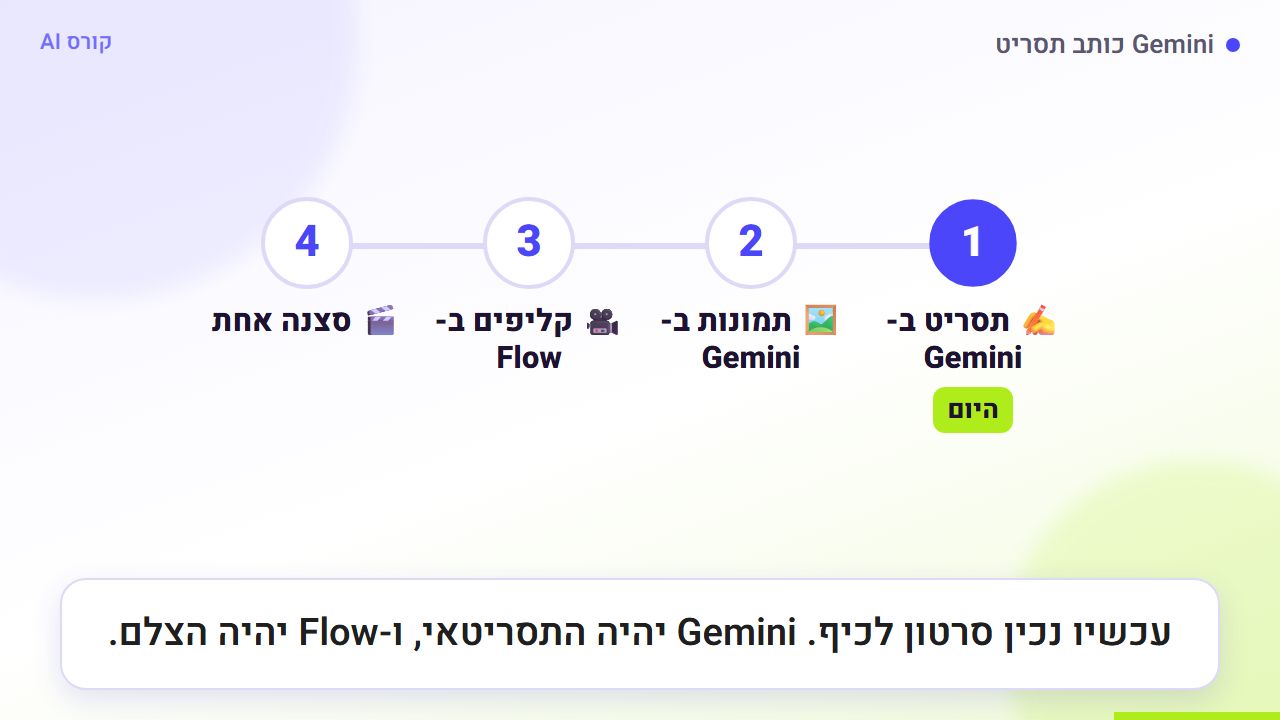 Gemini כותב תסריט
קורס AI
1
2
3
4
✍️ תסריט ב-
Gemini
היום
🖼️ תמונות ב-
Gemini
🎥 קליפים ב-
Flow
🎬 סצנה אחת
עכשיו נכין סרטון לכיף. Gemini יהיה התסריטאי, ו-Flow יהיה הצלם.